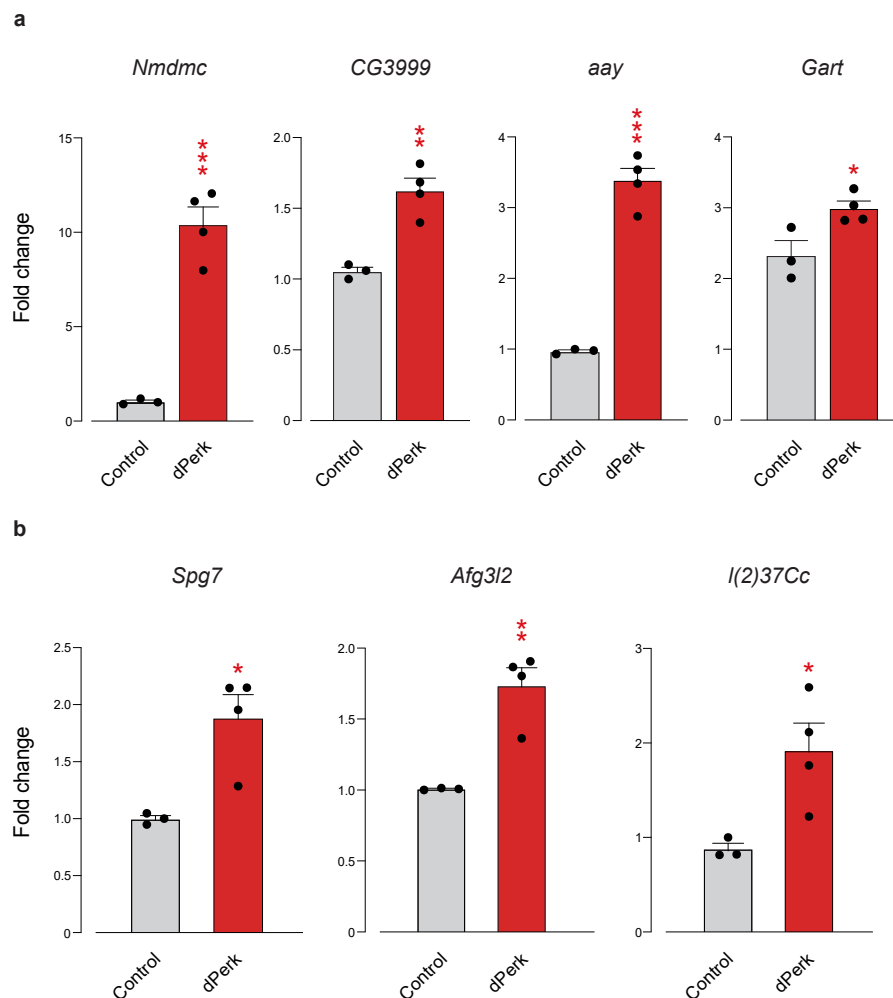 a
Nmdmc CG3999 aay Gart
*** ** *** *
Fold change
15 10 5 0
2.0 1.5 1.0 0.5 0
4 3 2 1 0
4 3 2 1 0
Control dPerk Control dPerk Control dPerk Control dPerk
b
Spg7 Afg3l2 l(2)37Cc
* ** *
Fold change
2.5 2.0 1.5 1.0 0.5 0
2.0 1.5 1.0 0.5 0
3 2 1 0
Control dPerk Control dPerk Control dPerk